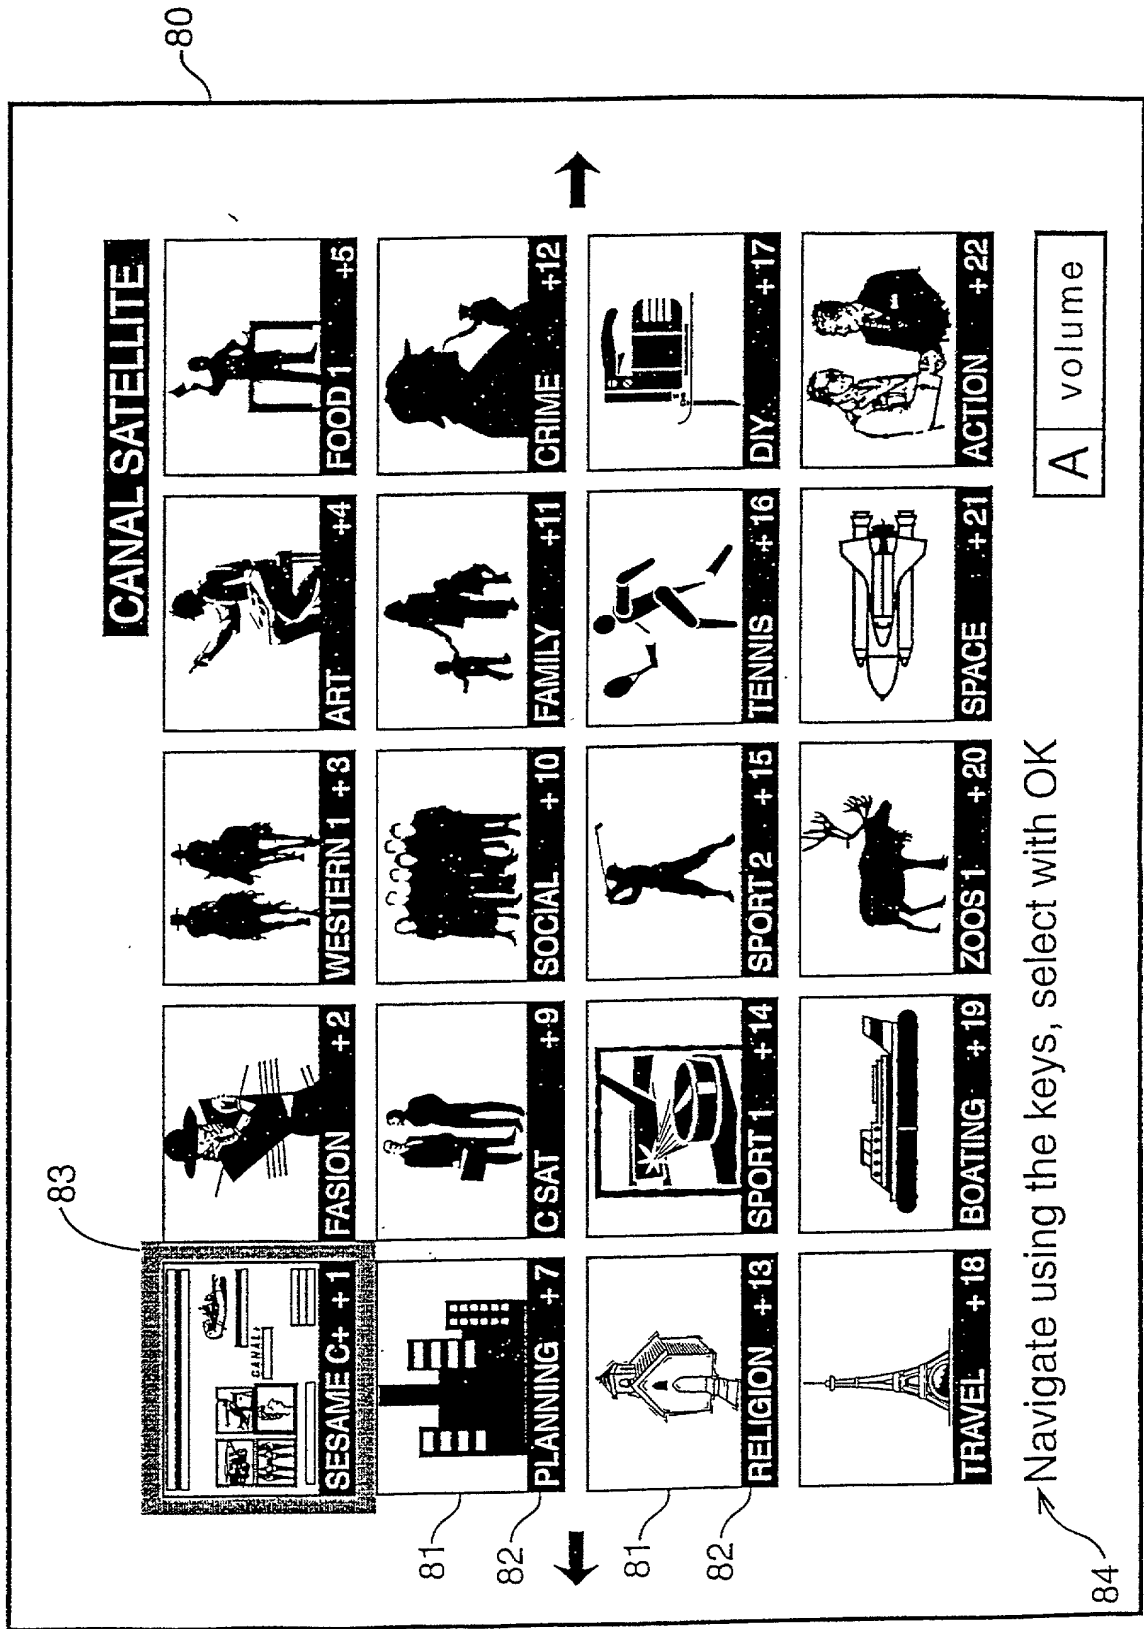 80
CANAL SATELLITE
83
SESAME C+ + 1
FASION + 2
WESTERN 1 + 3
ART +4
FOOD 1 +5
CANAL+
81
82
PLANNING + 7
C SAT + 9
SOCIAL + 10
FAMILY +11
CRIME +12
81
82
RELIGION + 13
SPORT 1 + 14
SPORT 2 + 15
TENNIS + 16
DIY + 17
TRAVEL + 18
BOATING + 19
ZOOS 1 + 20
SPACE + 21
ACTION + 22
84
Navigate using the keys, select with OK
A volume